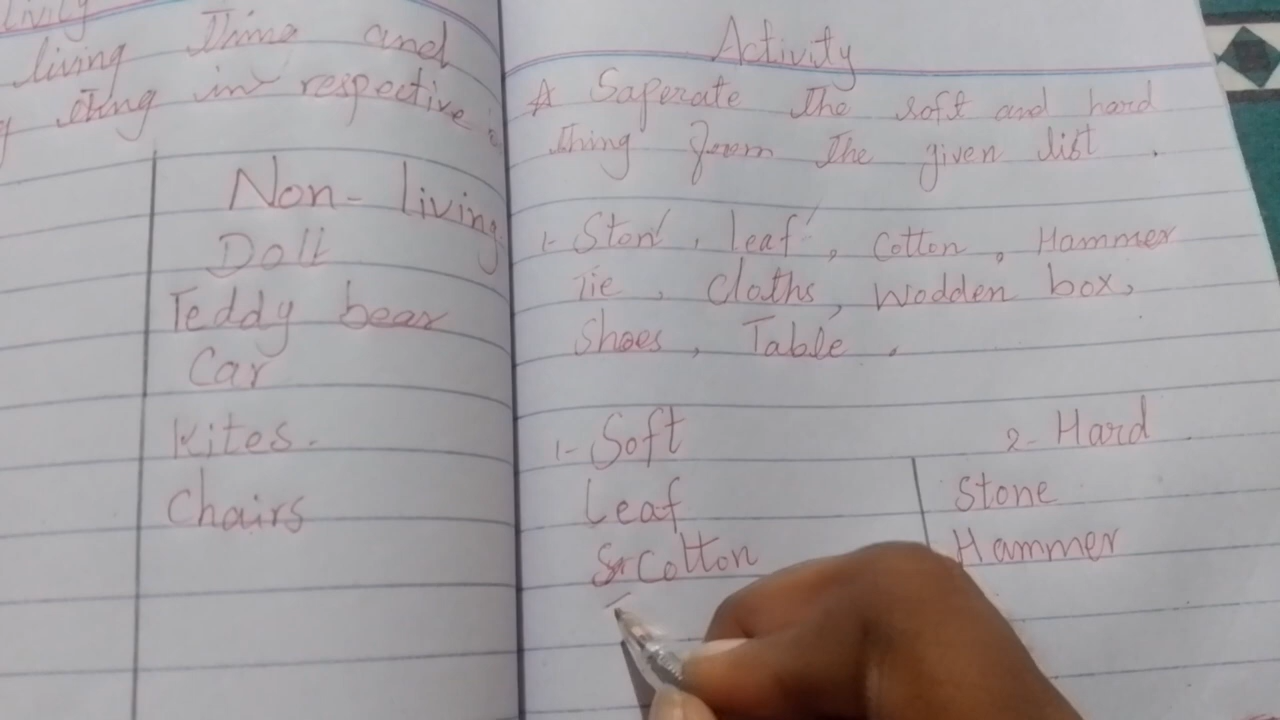 living Thing and
thing in respective
Non-living
Doll
Teddy bear
Car
Kites.
Chairs
Activity
Saperate The soft and hard
Thing from The given list.
1- Ston, leaf, Cotton, Hammer
Tie, Cloths, Wodden box,
Shoes, Table.
1- Soft
2- Hard
Leaf
Stone
Cotton
Hammer